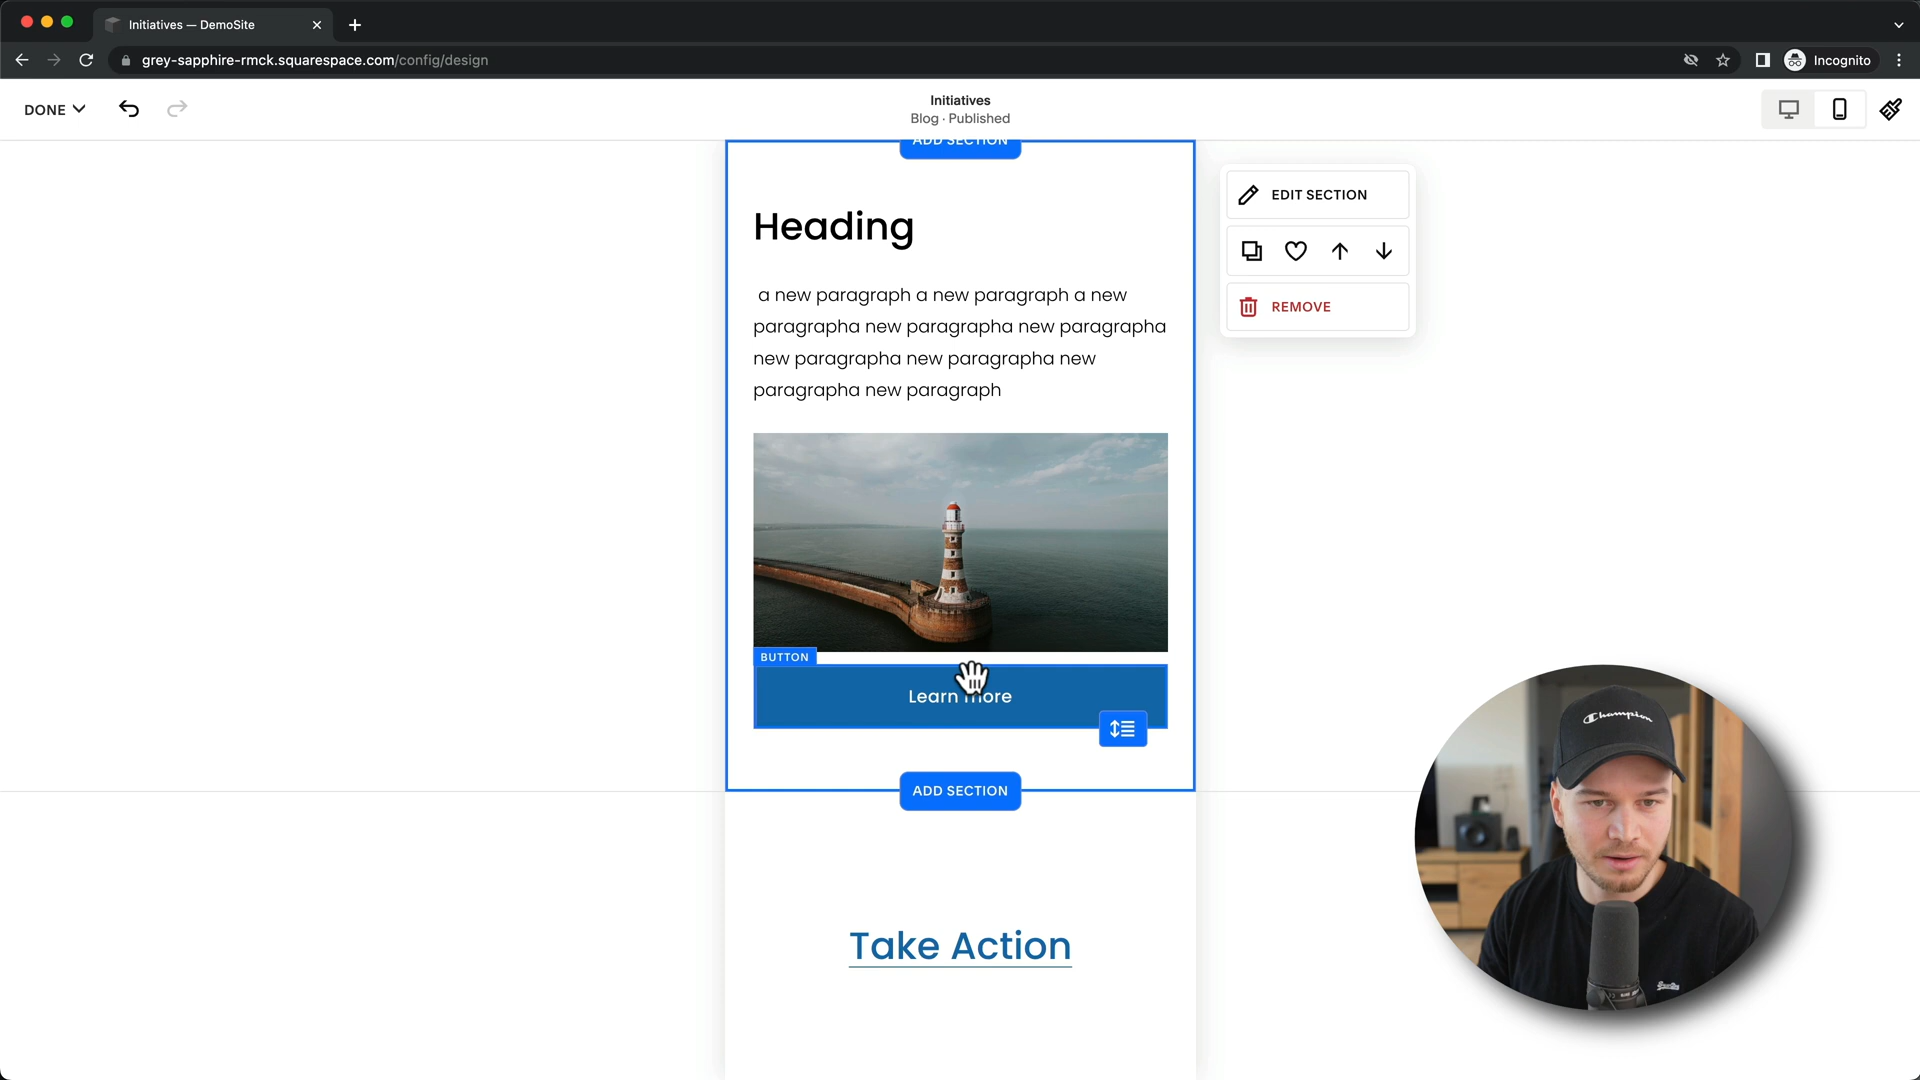 Initiatives — DemoSite
grey-sapphire-rmck.squarespace.com/config/design
Incognito
DONE
Initiatives
Blog · Published
ADD SECTION
EDIT SECTION
REMOVE
Heading
a new paragraph a new paragraph a new
paragrapha new paragrapha new paragrapha
new paragrapha new paragrapha new
paragrapha new paragraph
BUTTON
Learn more
ADD SECTION
Take Action
Champion